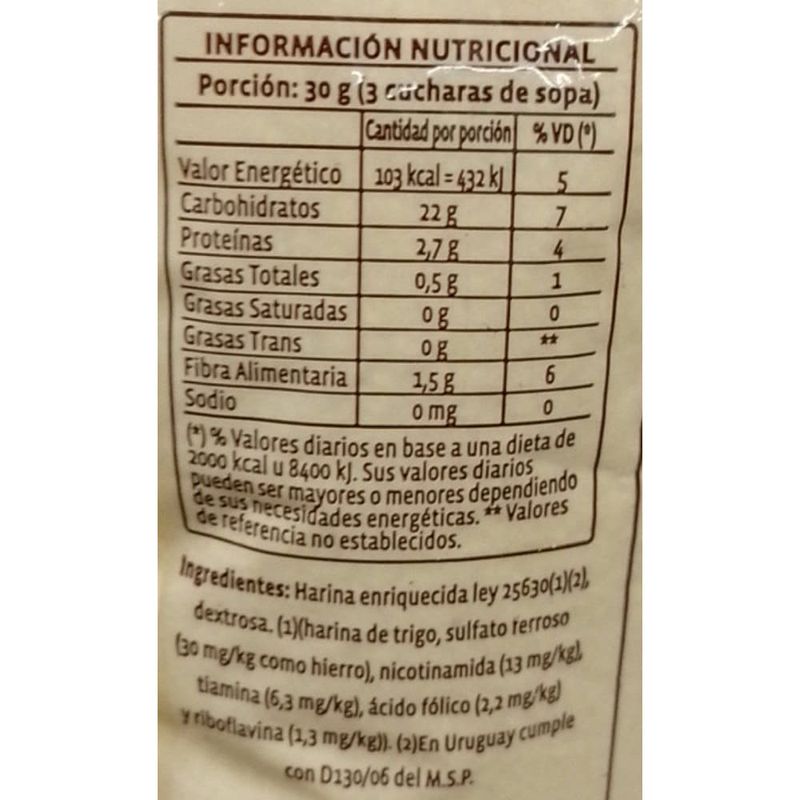 INFORMACIÓN NUTRICIONAL
Porción: 30 g (3 cucharas de sopa)
Cantidad por porción % VD (*)
Valor Energético 103 kcal = 432 kJ 5
Carbohidratos 22 g 7
Proteínas 2,7 g 4
Grasas Totales 0,5 g 1
Grasas Saturadas 0 g 0
Grasas Trans 0 g **
Fibra Alimentaria 1,5 g 6
Sodio 0 mg 0
(*) % Valores diarios en base a una dieta de
2000 kcal u 8400 kJ. Sus valores diarios
pueden ser mayores o menores dependiendo
de sus necesidades energéticas. ** Valores
de referencia no establecidos.
Ingredientes: Harina enriquecida ley 25630(1)(2),
dextrosa. (1)(harina de trigo, sulfato ferroso
(30 mg/kg como hierro), nicotinamida (13 mg/kg),
tiamina (6,3 mg/kg), ácido fólico (2,2 mg/kg)
y riboflavina (1,3 mg/kg)). (2)En Uruguay cumple
con D130/06 del M.S.P.